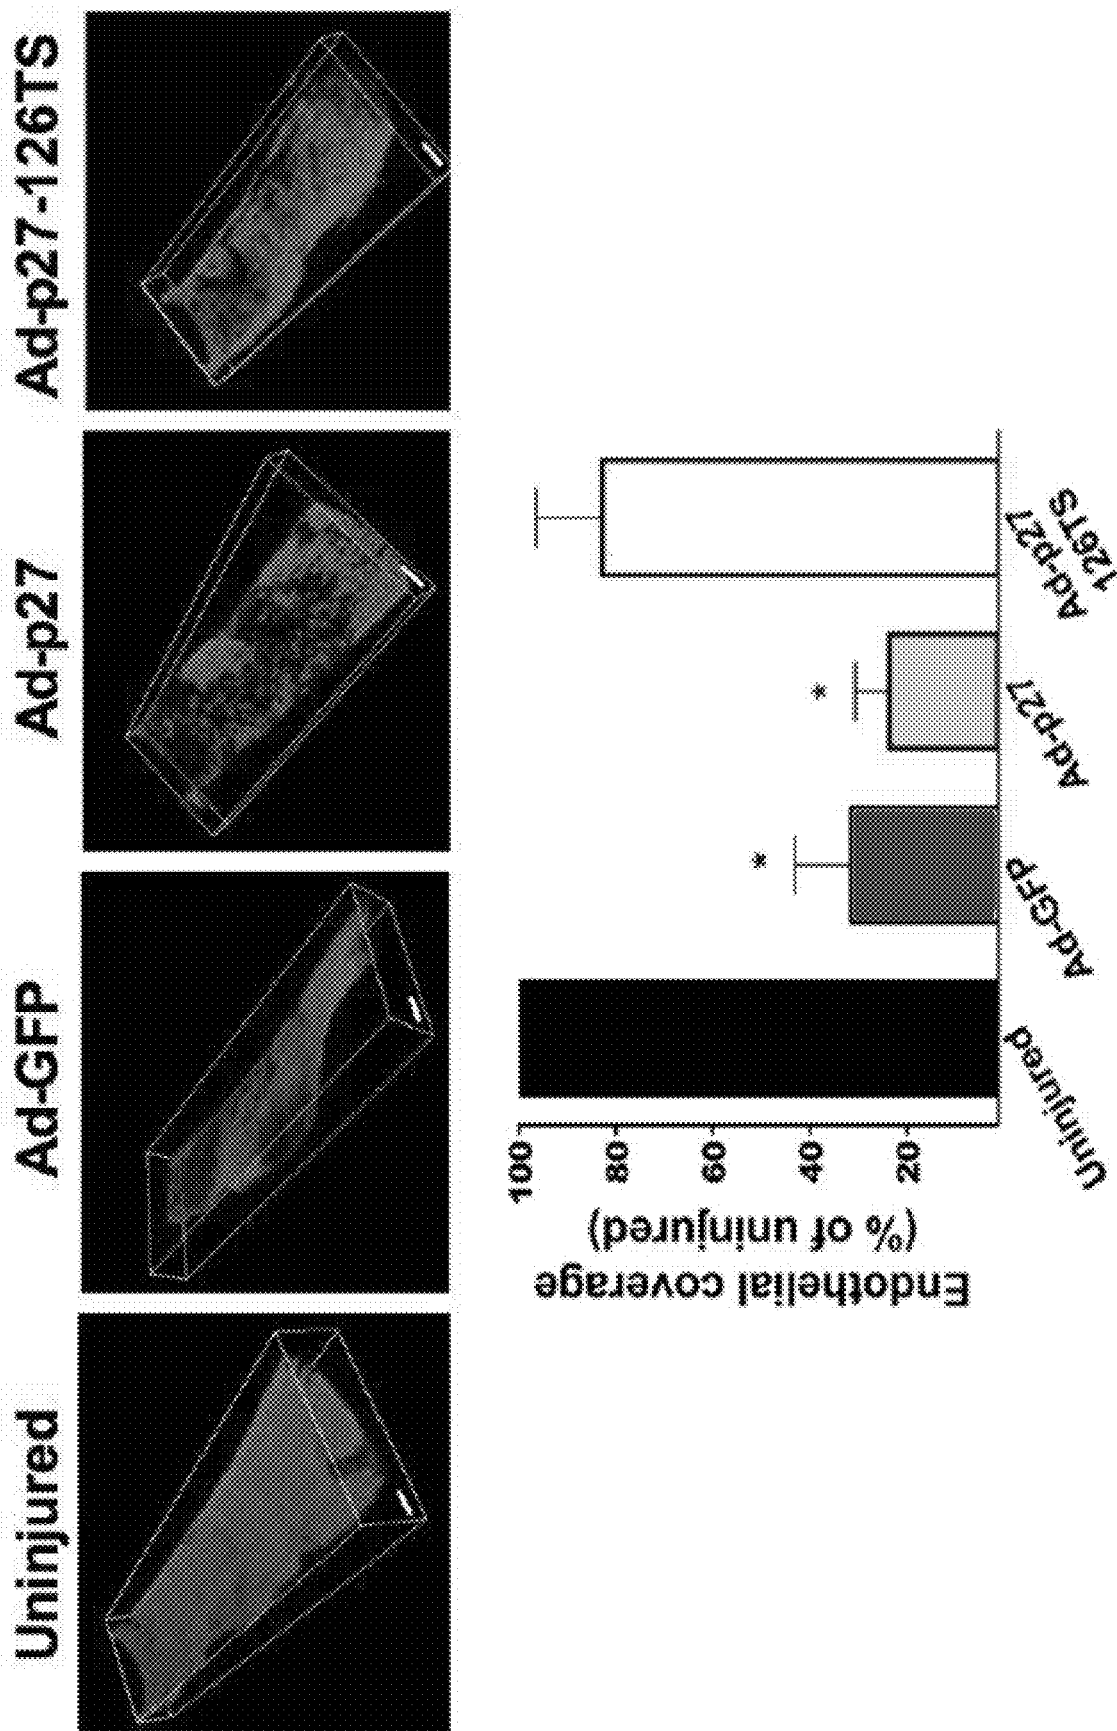 Uninjured
Ad-GFP
Ad-p27
Ad-p27-126TS
Endothelial coverage
(% of uninjured)
100
80
60
40
20
*
*
Uninjured
Ad-GFP
Ad-p27
Ad-p27
126TS